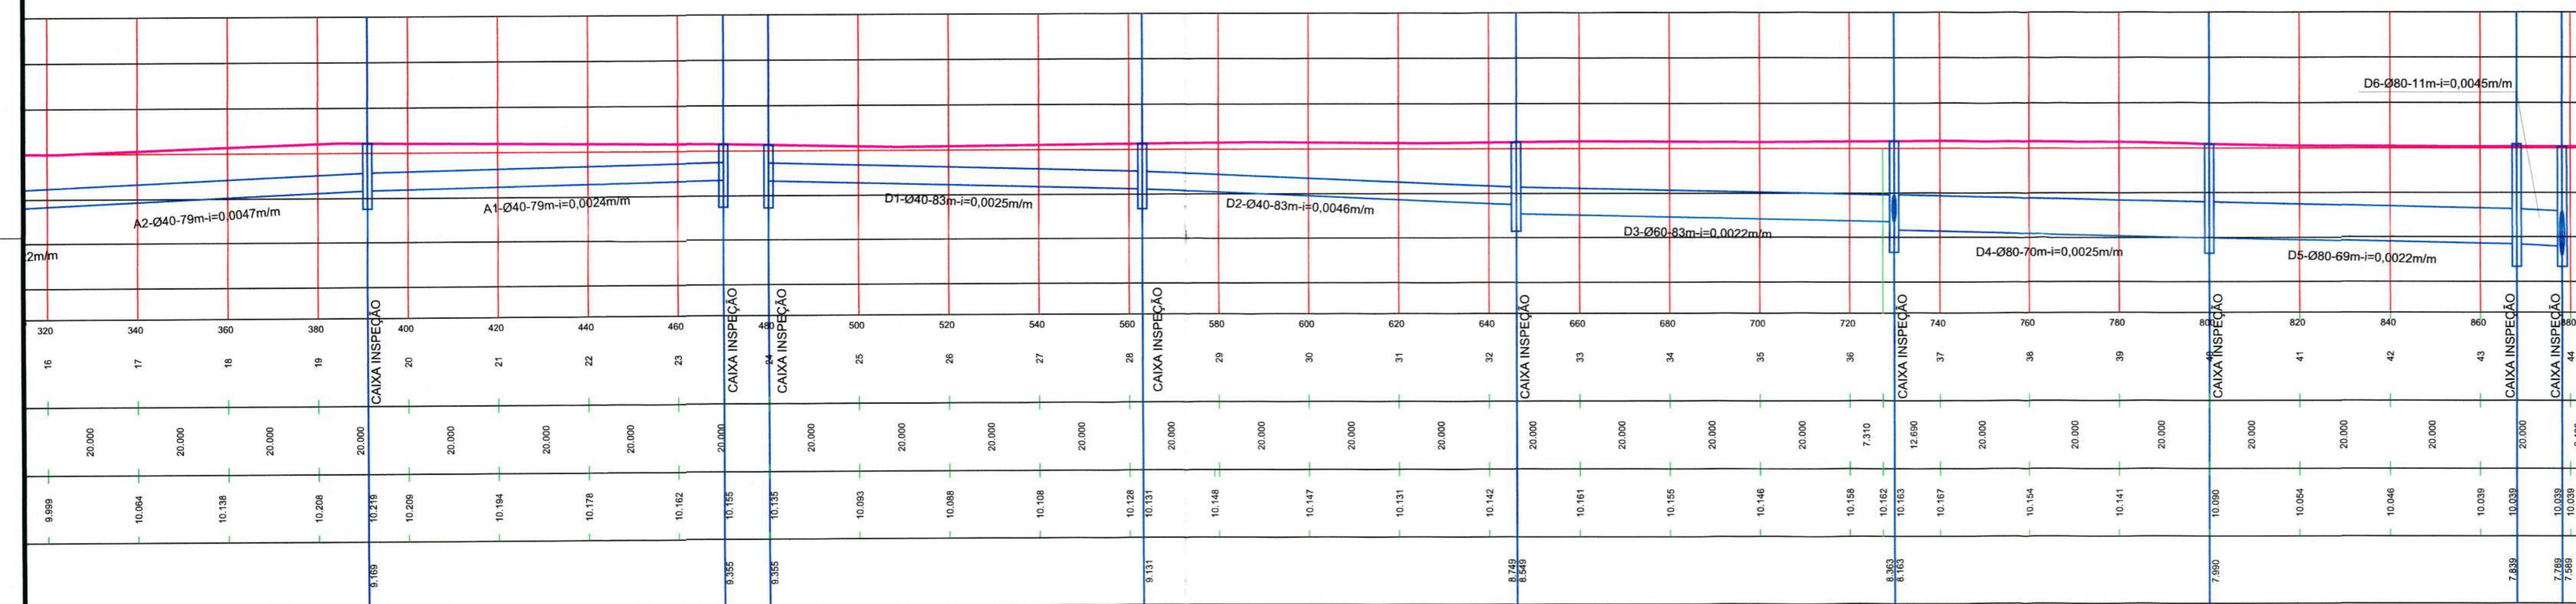 D6-Ø80-11m-i=0,0045m/m
A2-Ø40-79m-i=0,0047m/m
A1-Ø40-79m-i=0,0024m/m
D1-Ø40-83m-i=0,0025m/m
D2-Ø40-83m-i=0,0046m/m
D3-Ø60-83m-i=0,0022m/m
D4-Ø80-70m-i=0,0025m/m
D5-Ø80-69m-i=0,0022m/m
2m/m
320 340 360 380 400 420 440 460 480 500 520 540 560 580 600 620 640 660 680 700 720 740 760 780 800 820 840 860 880
CAIXA INSPEÇÃO
CAIXA INSPEÇÃO
CAIXA INSPEÇÃO
CAIXA INSPEÇÃO
CAIXA INSPEÇÃO
CAIXA INSPEÇÃO
CAIXA INSPEÇÃO
CAIXA INSPEÇÃO
CAIXA INSPEÇÃO
16 17 18 19 20 21 22 23 24 25 26 27 28 29 30 31 32 33 34 35 36 37 38 39 40 41 42 43 44
20.000 20.000 20.000 20.000 20.000 20.000 20.000 20.000 20.000 20.000 20.000 20.000 20.000 20.000 20.000 20.000 20.000 20.000 20.000 20.000 7.310 12.690 20.000 20.000 20.000 20.000 20.000 20.000 20.000
9.999 10.064 10.138 10.208 10.219 10.209 10.194 10.178 10.162 10.155 10.135 10.093 10.088 10.108 10.128 10.131 10.148 10.147 10.131 10.142 10.161 10.155 10.146 10.158 10.162 10.163 10.167 10.154 10.141 10.090 10.054 10.046 10.039 10.039 10.039 10.039
9.169 9.355 9.355 9.131 8.749 8.549 8.363 8.163 7.990 7.839 7.789 7.589